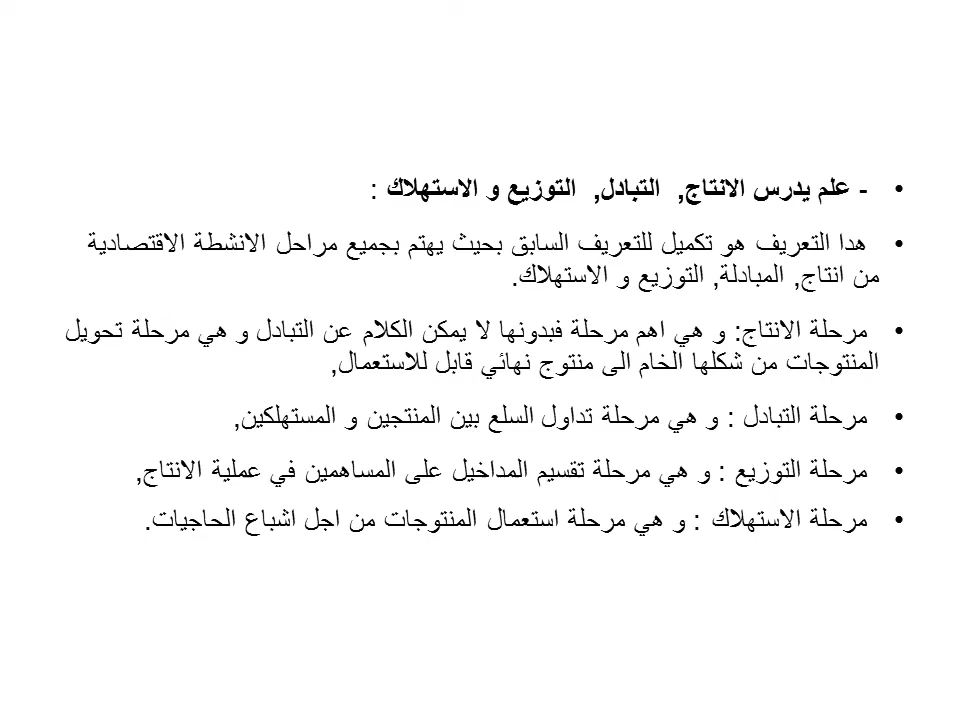 • - علم يدرس الانتاج, التبادل, التوزيع و الاستهلاك :
• هدا التعريف هو تكميل للتعريف السابق بحيث يهتم بجميع مراحل الانشطة الاقتصادية
من انتاج, المبادلة, التوزيع و الاستهلاك.
• مرحلة الانتاج: و هي اهم مرحلة فبدونها لا يمكن الكلام عن التبادل و هي مرحلة تحويل
المنتوجات من شكلها الخام الى منتوج نهائي قابل للاستعمال,
• مرحلة التبادل : و هي مرحلة تداول السلع بين المنتجين و المستهلكين,
• مرحلة التوزيع : و هي مرحلة تقسيم المداخيل على المساهمين في عملية الانتاج,
• مرحلة الاستهلاك : و هي مرحلة استعمال المنتوجات من اجل اشباع الحاجيات.